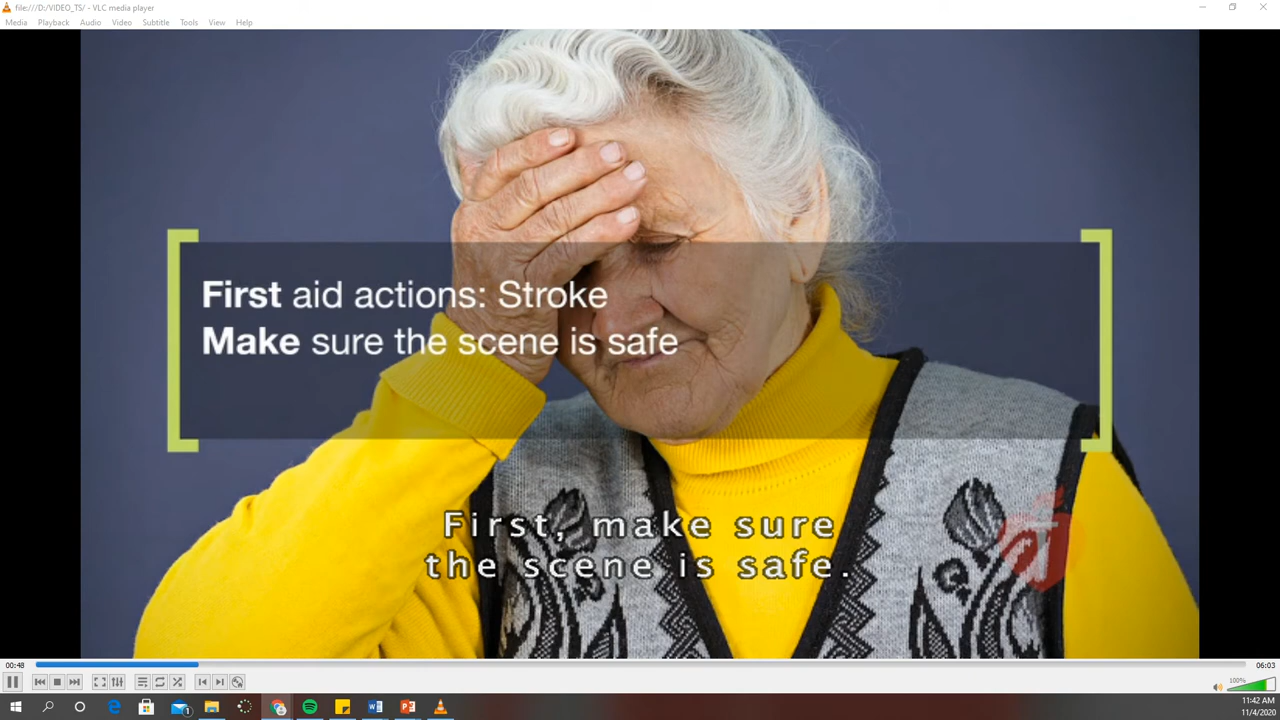 file:///D:/VIDEO_TS/ - VLC media player
Media Playback Audio Video Subtitle Tools View Help
First aid actions: Stroke
Make sure the scene is safe
First, make sure
the scene is safe.
00:48
06:03
100%
11:42 AM
11/4/2020